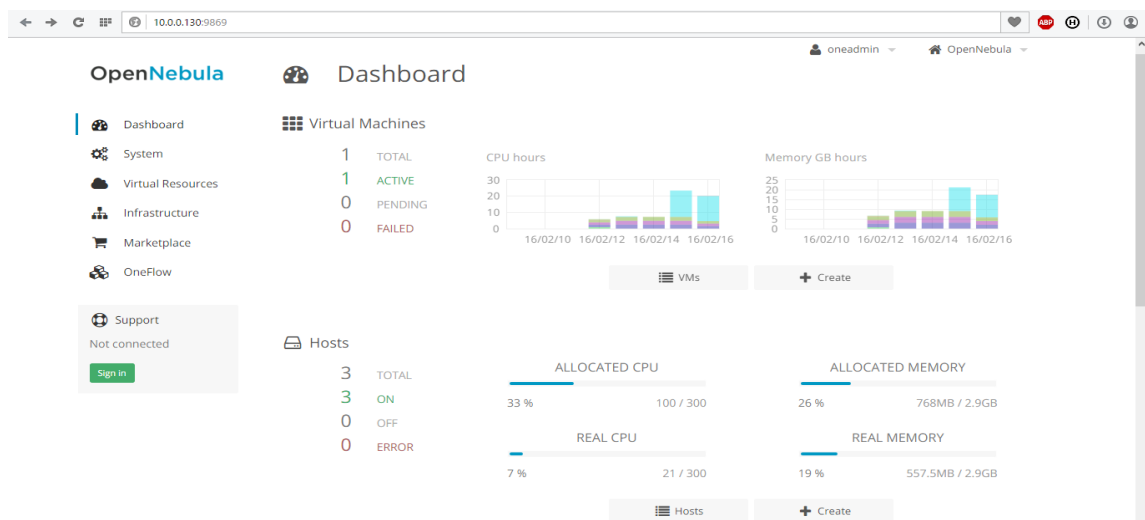 10.0.0.130:9869
ABP
H
oneadmin
OpenNebula
OpenNebula
Dashboard
Dashboard
System
Virtual Resources
Infrastructure
Marketplace
OneFlow
Support
Not connected
Sign in
Virtual Machines
1 TOTAL
1 ACTIVE
0 PENDING
0 FAILED
CPU hours
30
20
10
0
16/02/10 16/02/12 16/02/14 16/02/16
Memory GB hours
25
20
15
10
5
0
16/02/10 16/02/12 16/02/14 16/02/16
VMs
Create
Hosts
3 TOTAL
3 ON
0 OFF
0 ERROR
ALLOCATED CPU
33 % 100 / 300
ALLOCATED MEMORY
26 % 768MB / 2.9GB
REAL CPU
7 % 21 / 300
REAL MEMORY
19 % 557.5MB / 2.9GB
Hosts
Create